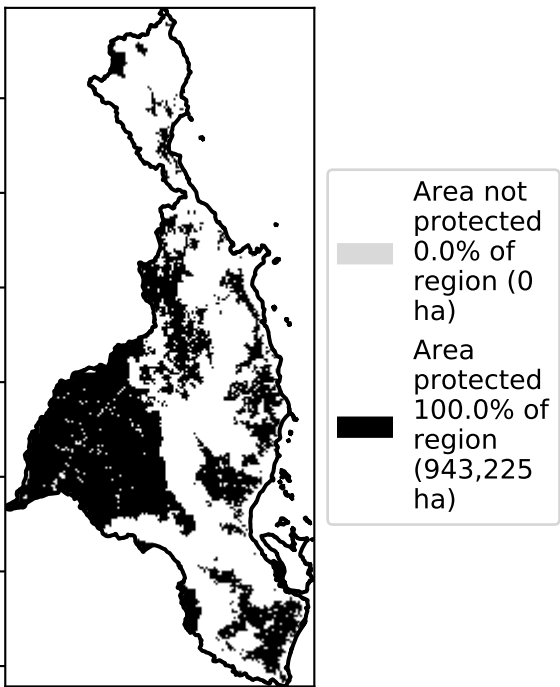 Area not
protected
0.0% of
region (0
ha)
Area
protected
100.0% of
region
(943,225
ha)